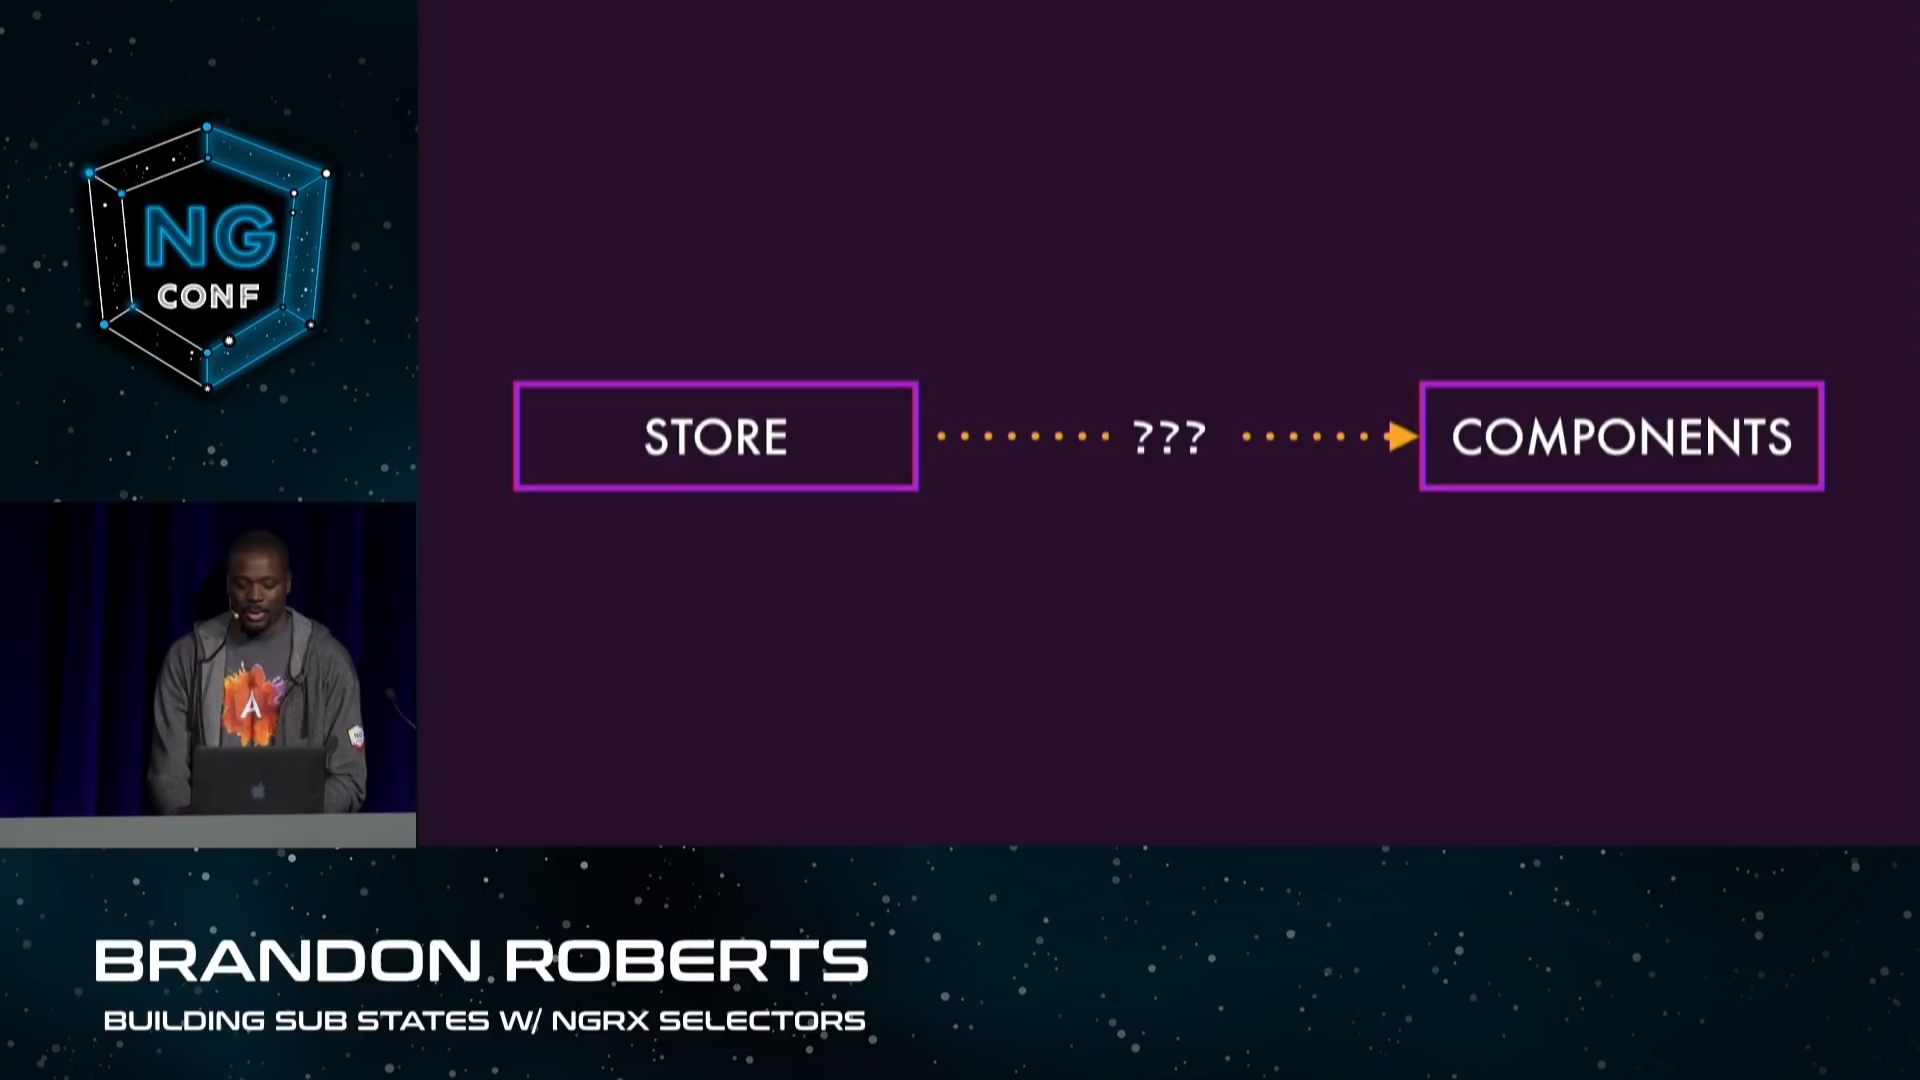 NG
CONF
STORE
???
COMPONENTS
A
BRANDON ROBERTS
BUILDING SUB STATES W/ NGRX SELECTORS